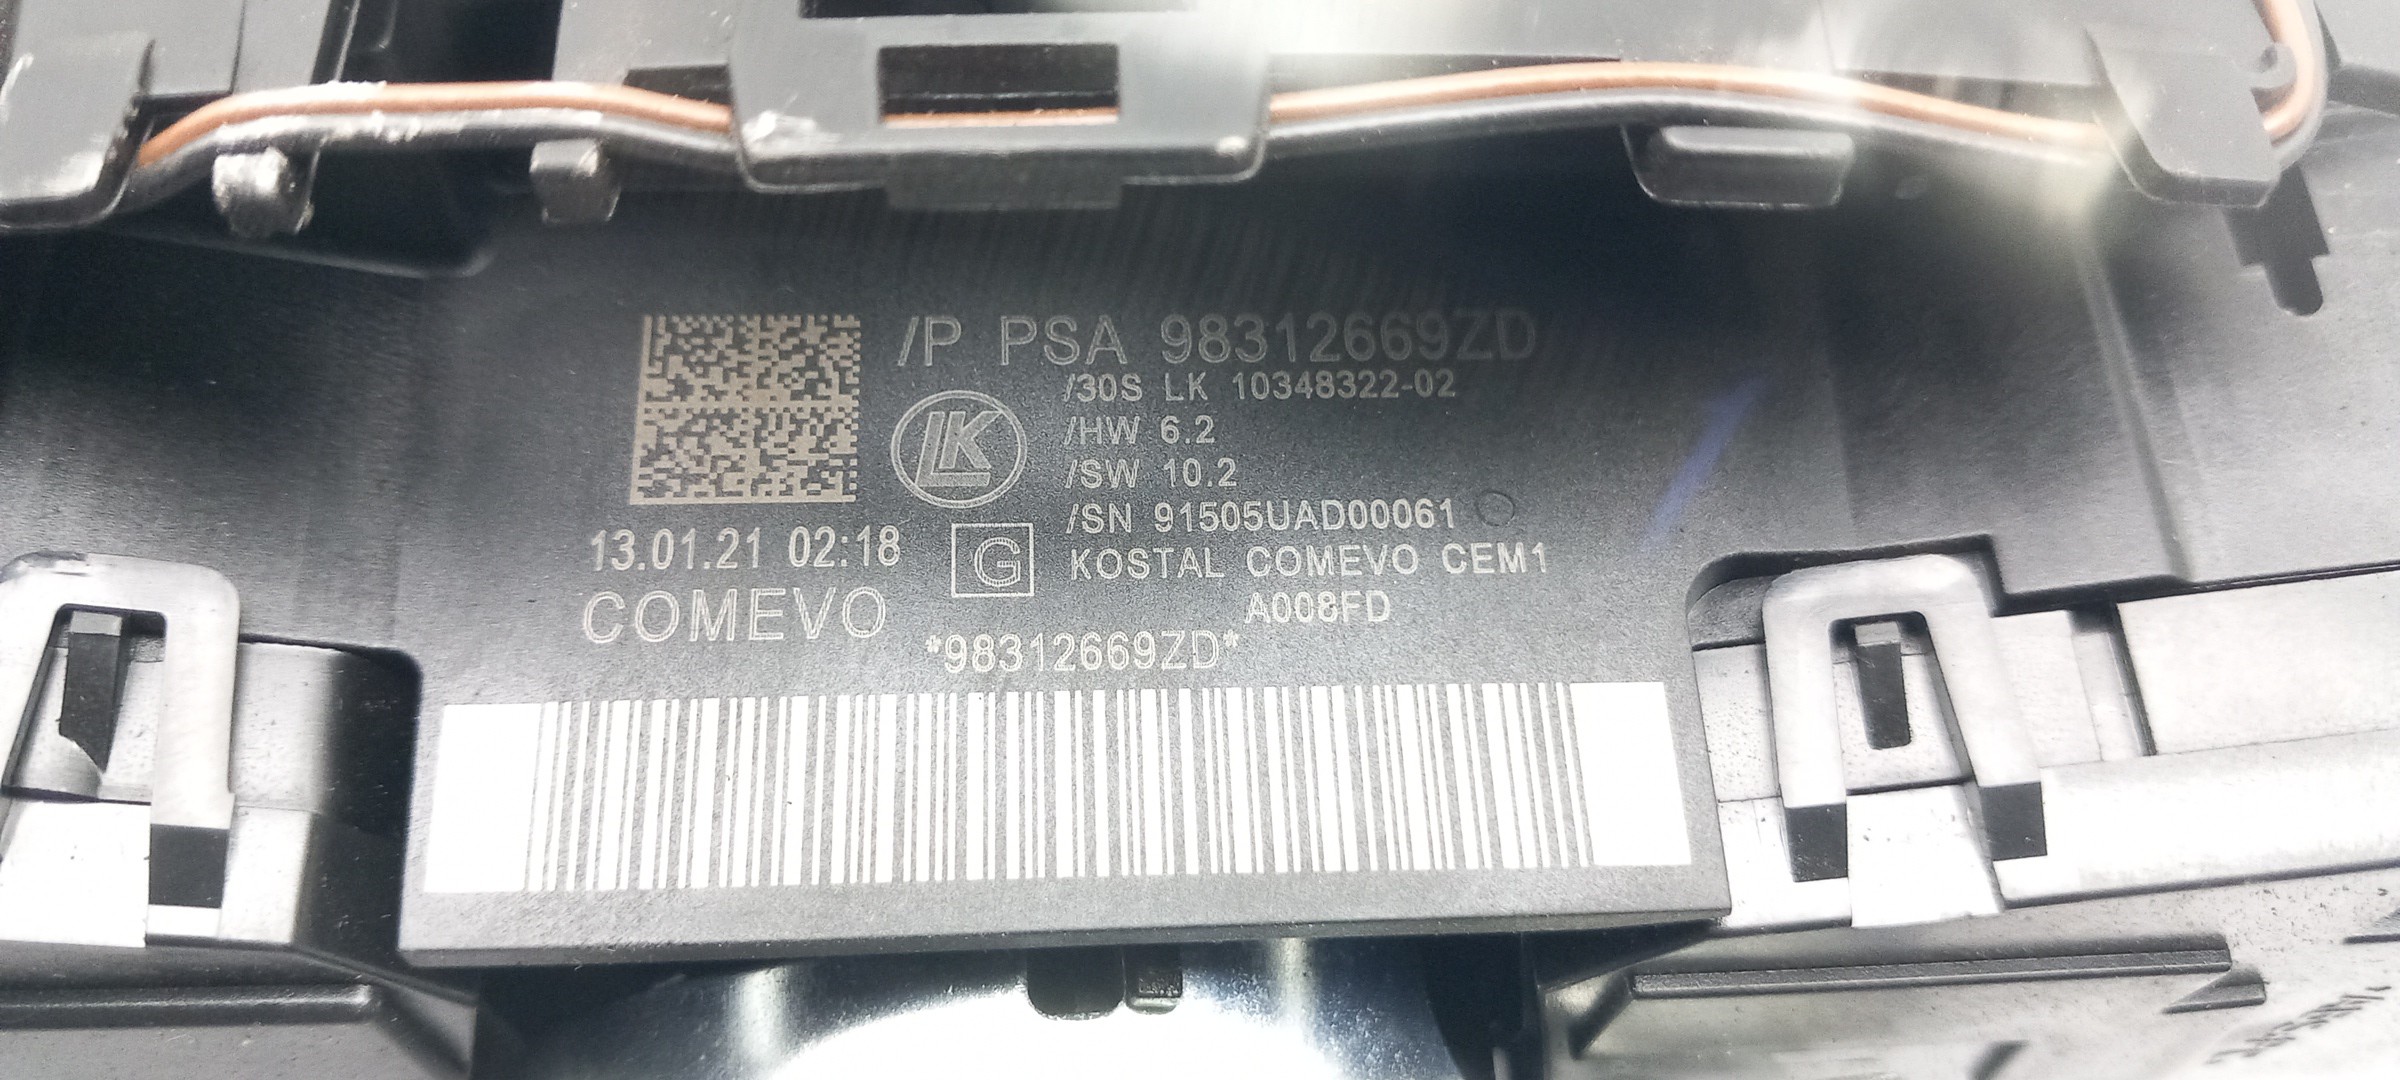 /P PSA 98312669ZD
/30S LK 10348322-02
LK
/HW 6.2
/SW 10.2
/SN 91505UAD00061
13.01.21 02:18
G
KOSTAL COMEVO CEM1
COMEVO
A008FD
*98312669ZD*